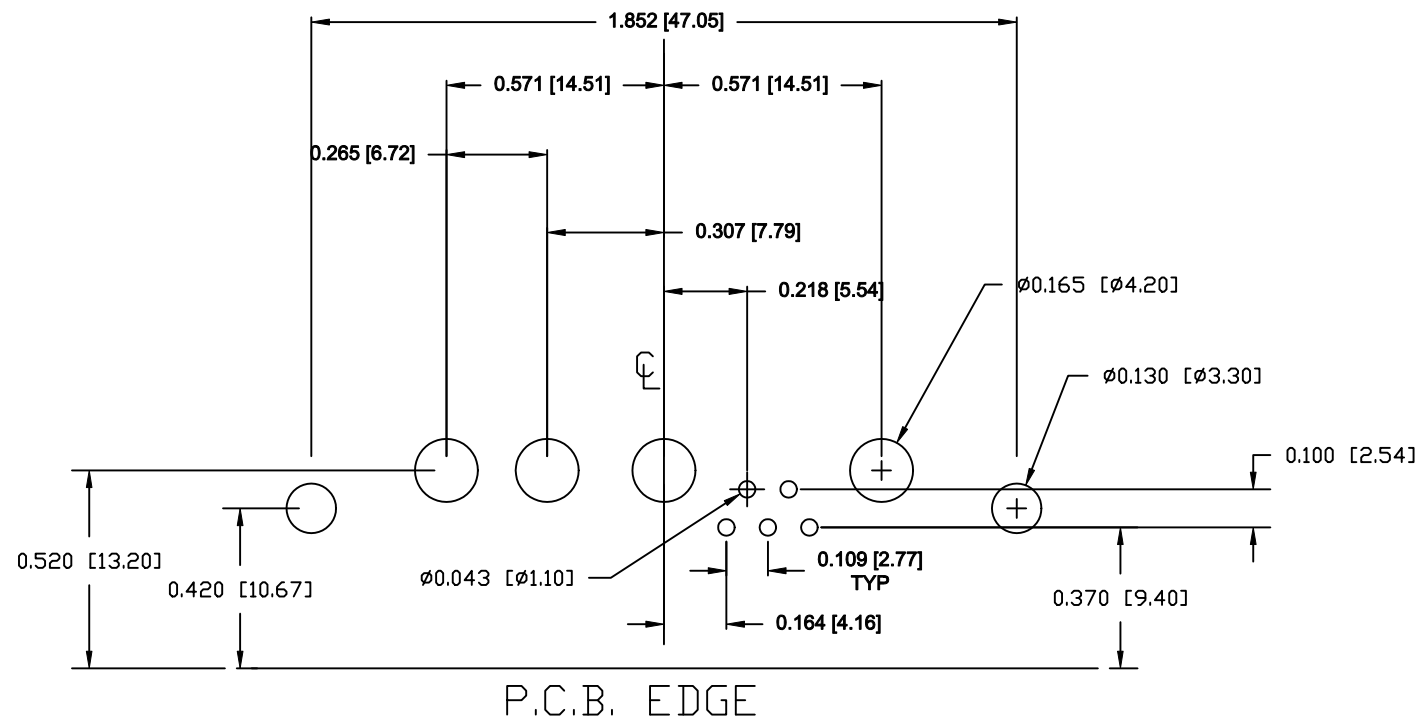 1.852 [47.05]
0.571 [14.51]
0.571 [14.51]
0.265 [6.72]
0.307 [7.79]
0.218 [5.54]
ø0.165 [ø4.20]
℄
ø0.130 [ø3.30]
0.100 [2.54]
0.520 [13.20]
0.420 [10.67]
ø0.043 [ø1.10]
0.109 [2.77]
TYP
0.370 [9.40]
0.164 [4.16]
P.C.B. EDGE